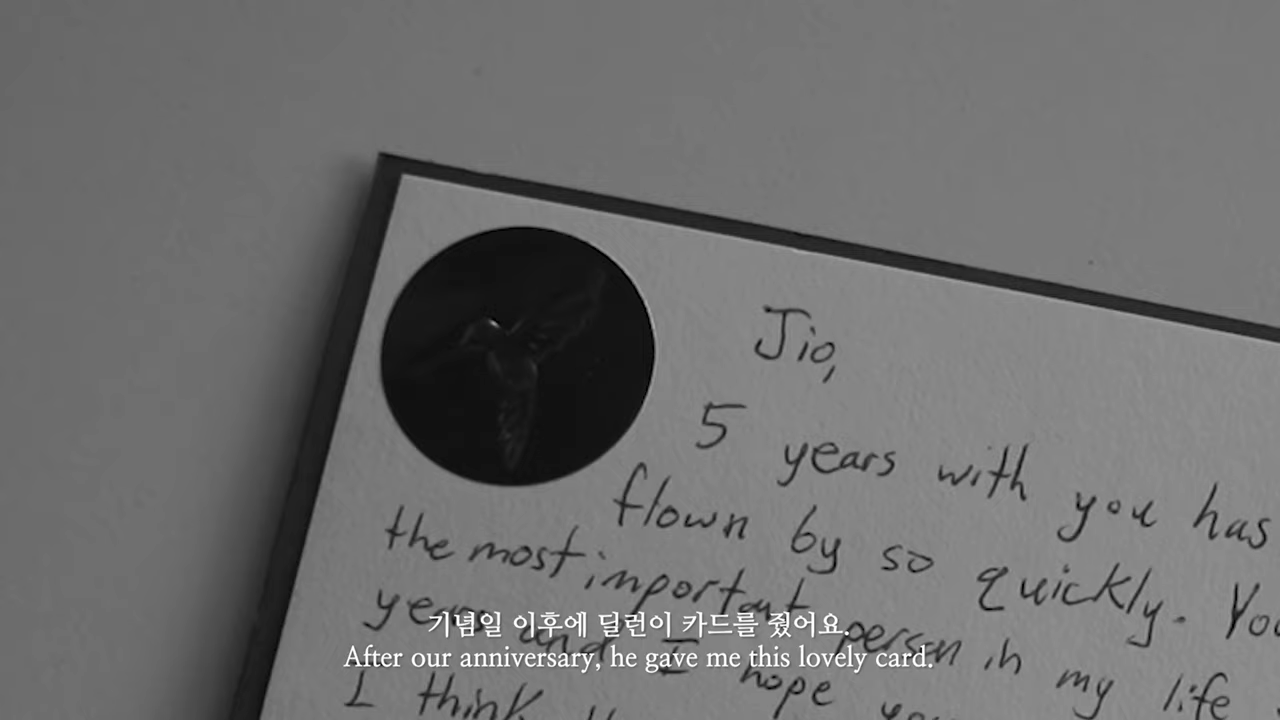 Jio,
5 years with you has
flown by so quickly. You
the most important person in my life
years and I hope you
I think
기념일 이후에 딜런이 카드를 줬어요.
After our anniversary, he gave me this lovely card.